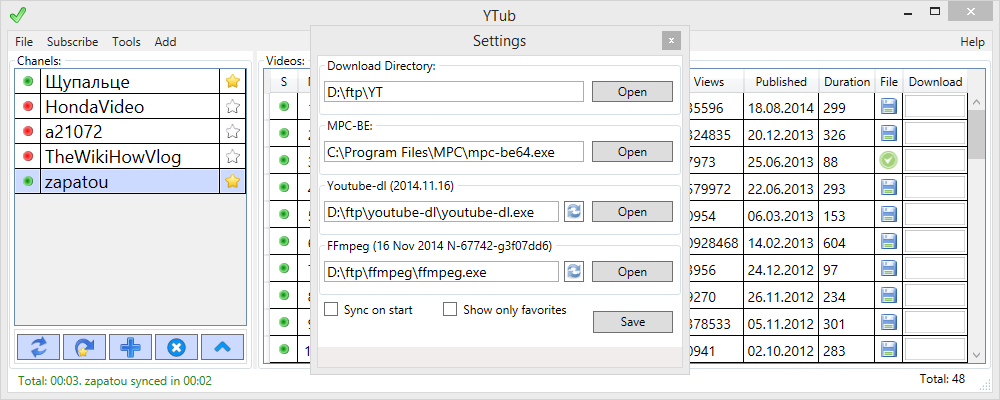 YTub
File Subscribe Tools Add Help
Settings
Chanels:
Щупальце
HondaVideo
a21072
TheWikiHowVlog
zapatou
Total: 00:03. zapatou synced in 00:02
Videos:
S Views Published Duration File Download
35596 18.08.2014 299
324835 20.12.2013 326
7973 25.06.2013 88
579972 22.06.2013 293
0954 06.03.2013 153
0928468 14.02.2013 604
3956 24.12.2012 97
9270 26.11.2012 234
378533 05.11.2012 301
0941 02.10.2012 283
Total: 48
Download Directory:
D:\ftp\YT Open
MPC-BE:
C:\Program Files\MPC\mpc-be64.exe Open
Youtube-dl (2014.11.16)
D:\ftp\youtube-dl\youtube-dl.exe Open
FFmpeg (16 Nov 2014 N-67742-g3f07dd6)
D:\ftp\ffmpeg\ffmpeg.exe Open
Sync on start Show only favorites
Save